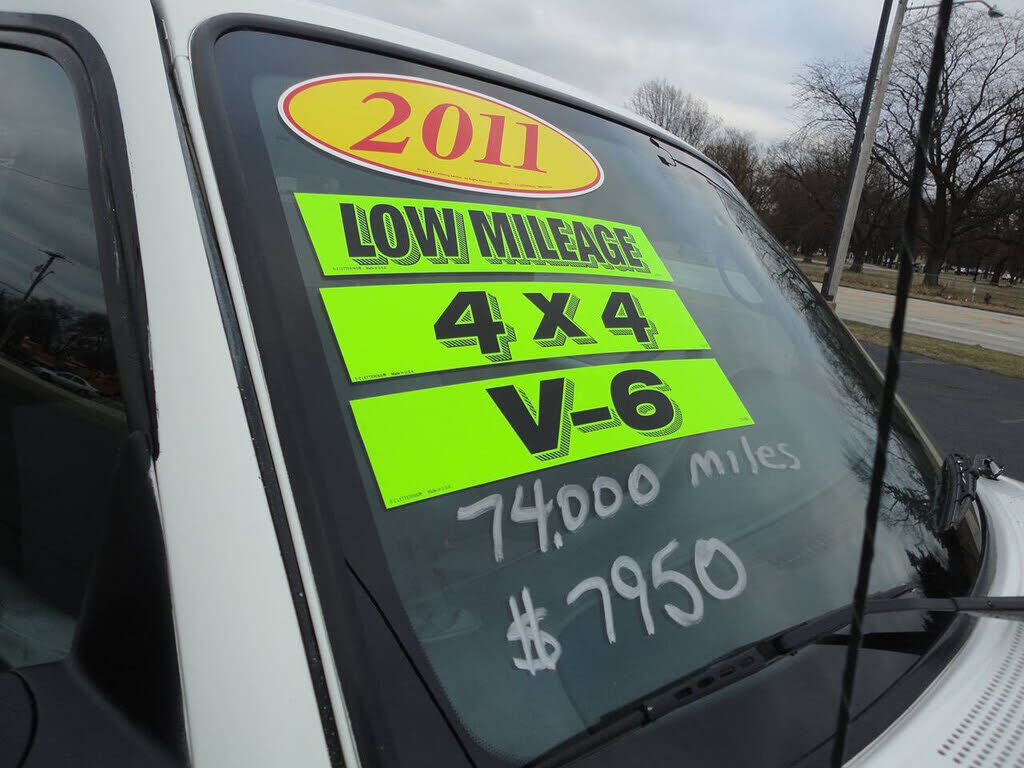 2011
LOW MILEAGE
4 X 4
V-6
74,000 miles
$7950